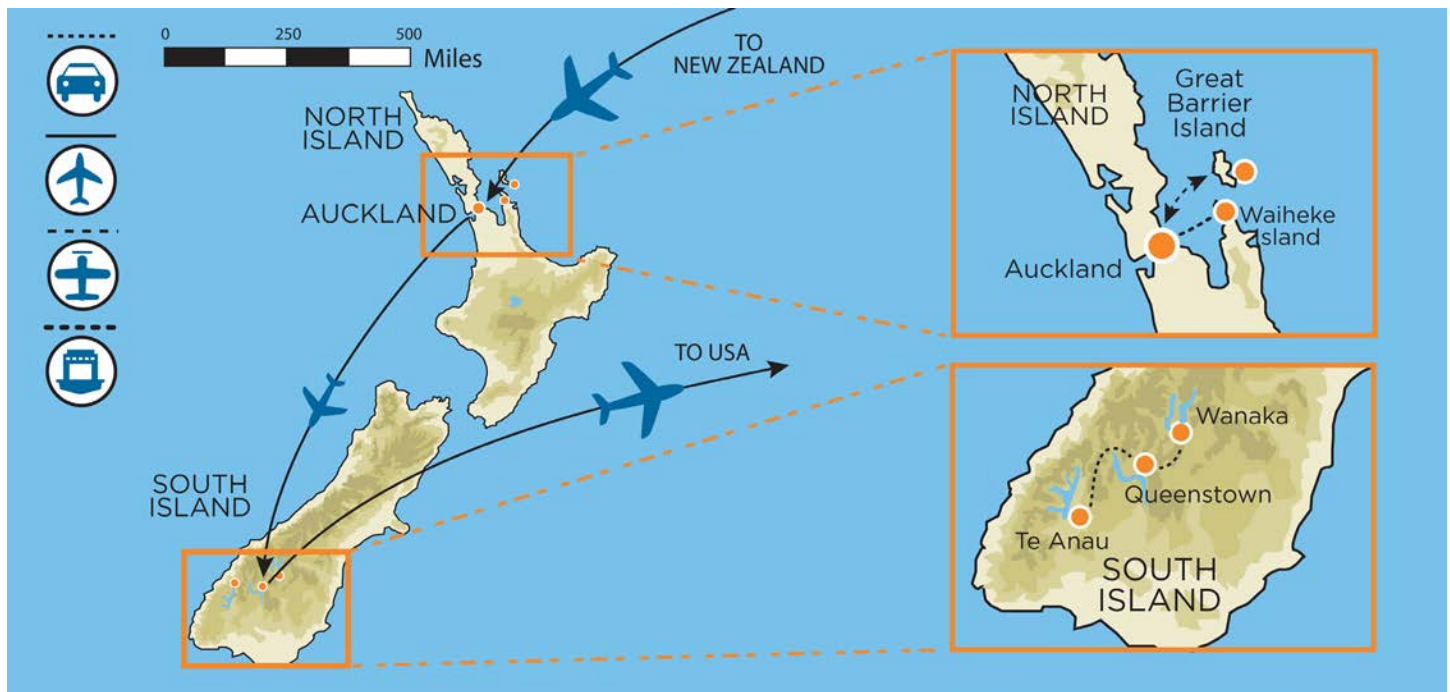 0 250 500
Miles
TO
NEW ZEALAND
NORTH
ISLAND
AUCKLAND
TO USA
SOUTH
ISLAND
NORTH
ISLAND
Great
Barrier
Island
Waiheke
Island
Auckland
Wanaka
Queenstown
Te Anau
SOUTH
ISLAND